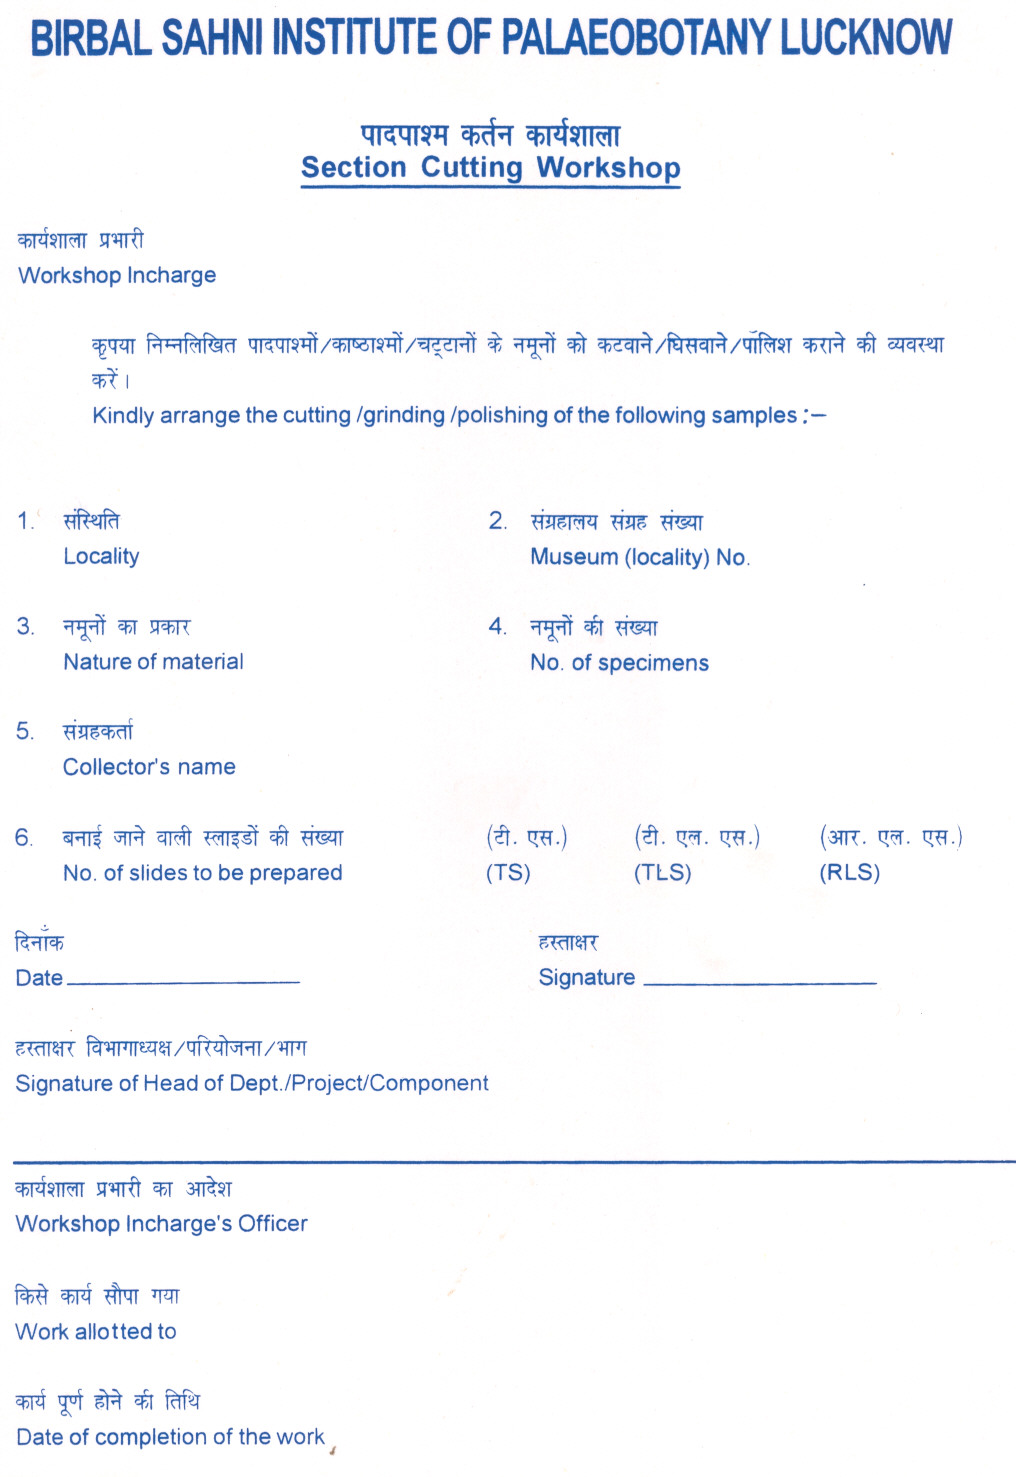 BIRBAL SAHNI INSTITUTE OF PALAEOBOTANY LUCKNOW
पादपाश्म कर्तन कार्यशाला
Section Cutting Workshop
कार्यशाला प्रभारी
Workshop Incharge
कृपया निम्नलिखित पादपाश्मों/काष्ठाश्मों/चट्टानों के नमूनों को कटवाने/घिसवाने/पॉलिश कराने की व्यवस्था
करें।
Kindly arrange the cutting /grinding /polishing of the following samples :–
1. संस्थिति 2. संग्रहालय संग्रह संख्या
Locality Museum (locality) No.
3. नमूनों का प्रकार 4. नमूनों की संख्या
Nature of material No. of specimens
5. संग्रहकर्ता
Collector's name
6. बनाई जाने वाली स्लाइडों की संख्या (टी. एस.) (टी. एल. एस.) (आर. एल. एस.)
No. of slides to be prepared (TS) (TLS) (RLS)
दिनाँक हस्ताक्षर
Date Signature
हस्ताक्षर विभागाध्यक्ष/परियोजना/भाग
Signature of Head of Dept./Project/Component
कार्यशाला प्रभारी का आदेश
Workshop Incharge's Officer
किसे कार्य सौपा गया
Work allotted to
कार्य पूर्ण होने की तिथि
Date of completion of the work